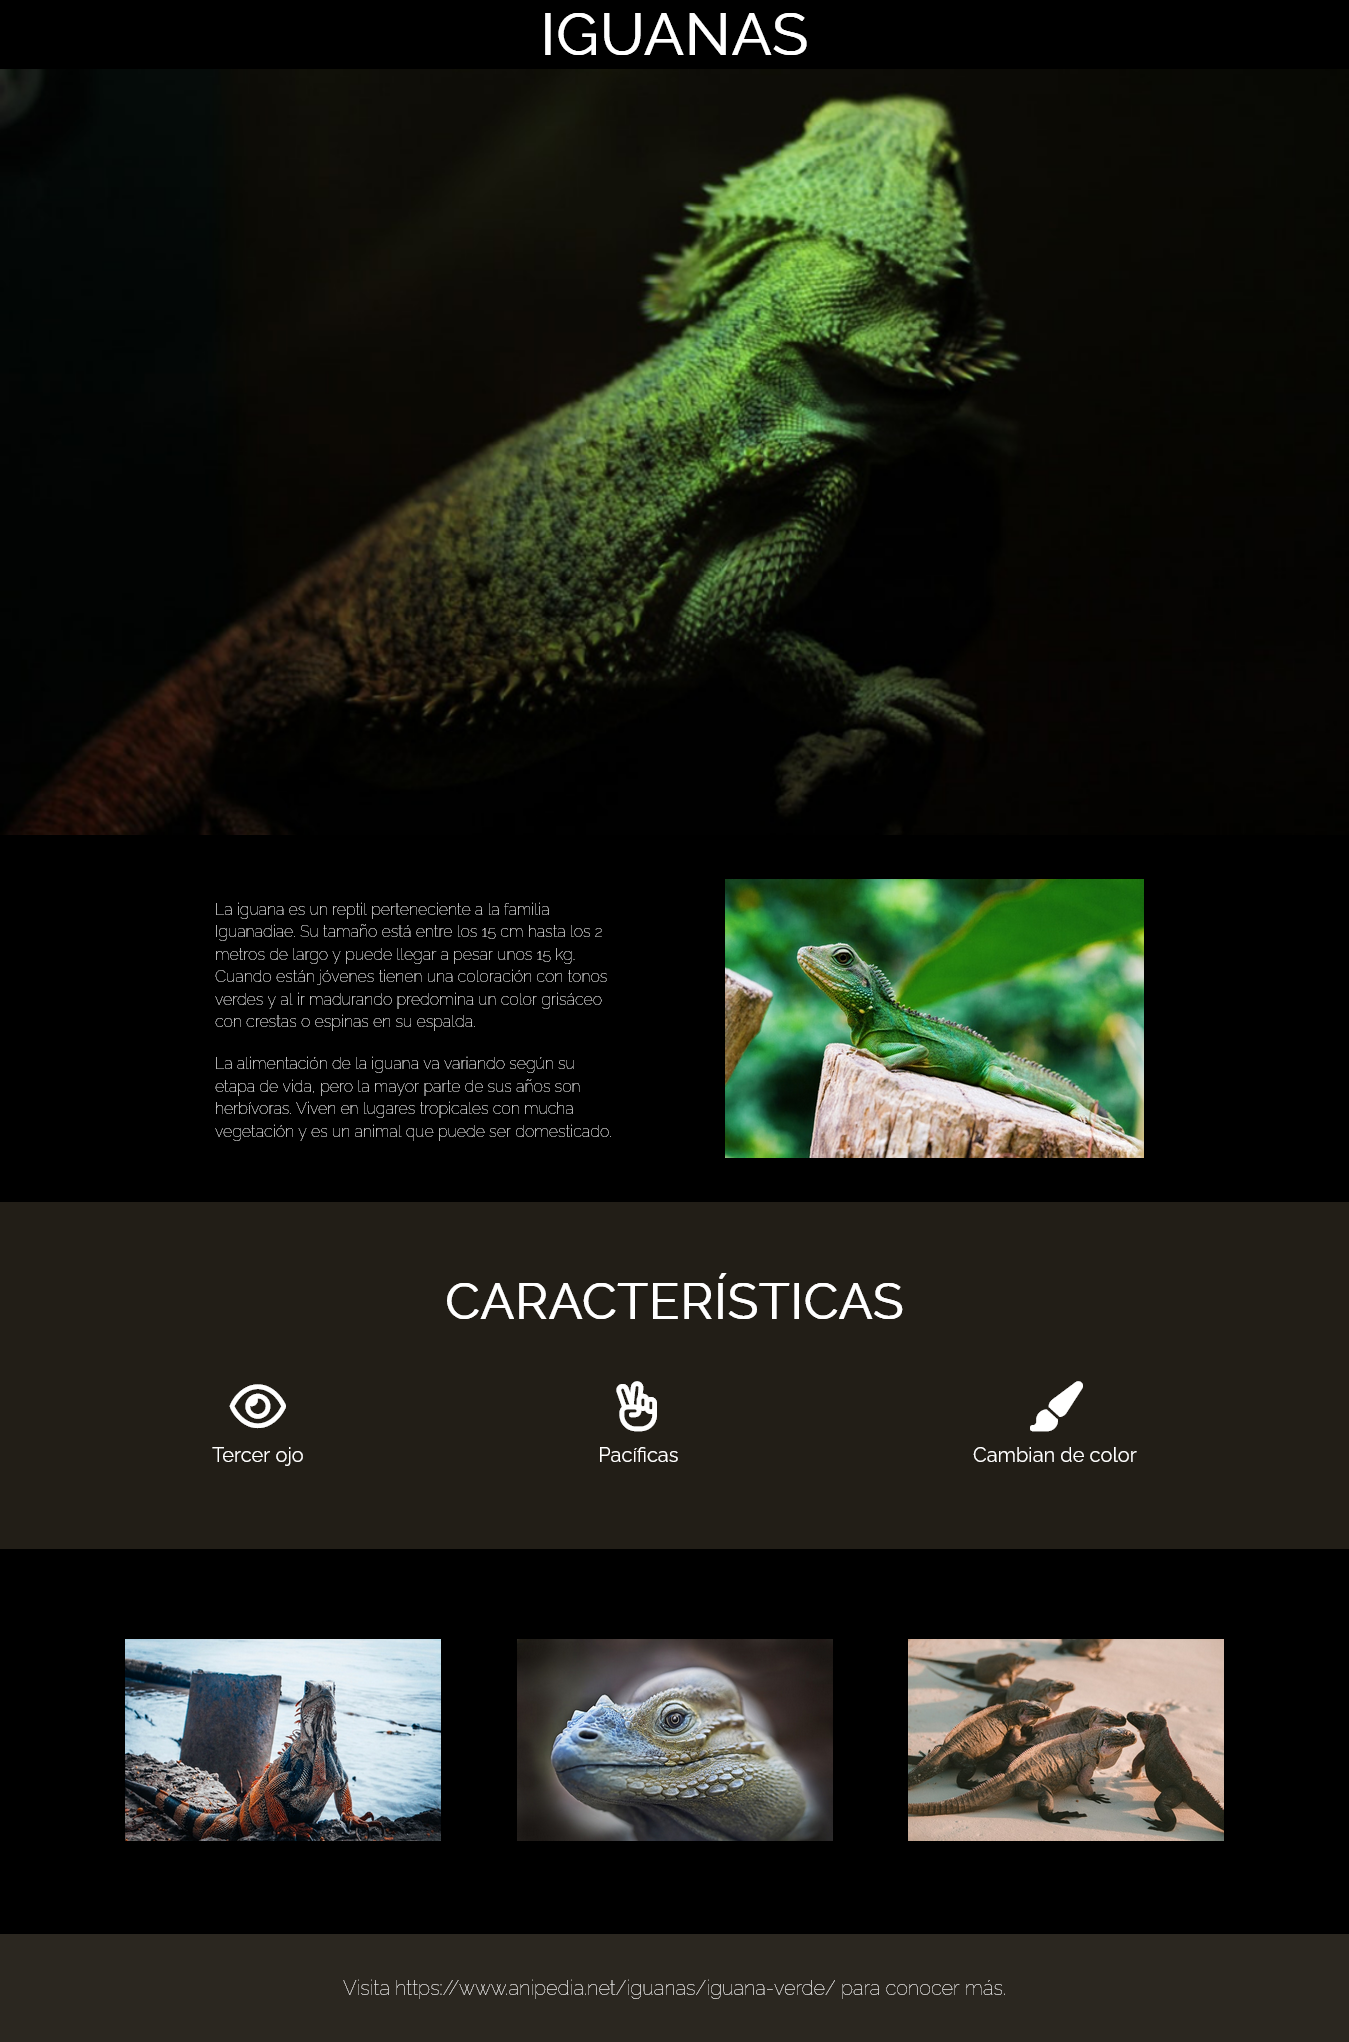 IGUANAS
La iguana es un reptil perteneciente a la familia
Iguanadiae. Su tamaño está entre los 15 cm hasta los 2
metros de largo y puede llegar a pesar unos 15 kg.
Cuando están jóvenes tienen una coloración con tonos
verdes y al ir madurando predomina un color grisáceo
con crestas o espinas en su espalda.
La alimentación de la iguana va variando según su
etapa de vida, pero la mayor parte de sus años son
herbívoras. Viven en lugares tropicales con mucha
vegetación y es un animal que puede ser domesticado.
CARACTERÍSTICAS
Tercer ojo
Pacíficas
Cambian de color
Visita https://www.anipedia.net/iguanas/iguana-verde/ para conocer más.